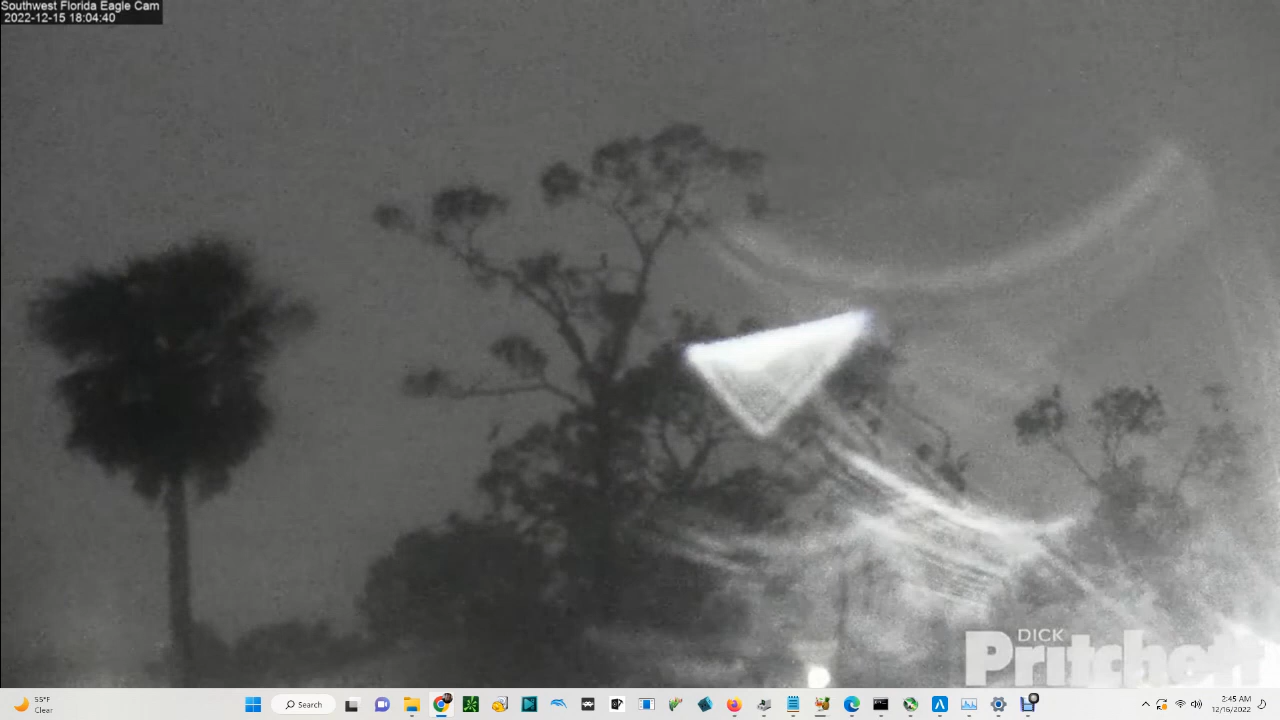 Southwest Florida Eagle Cam
2022-12-15 18:04:40
DICK
Pritchett
55°F
Clear
Search
3:45 AM
12/16/2022